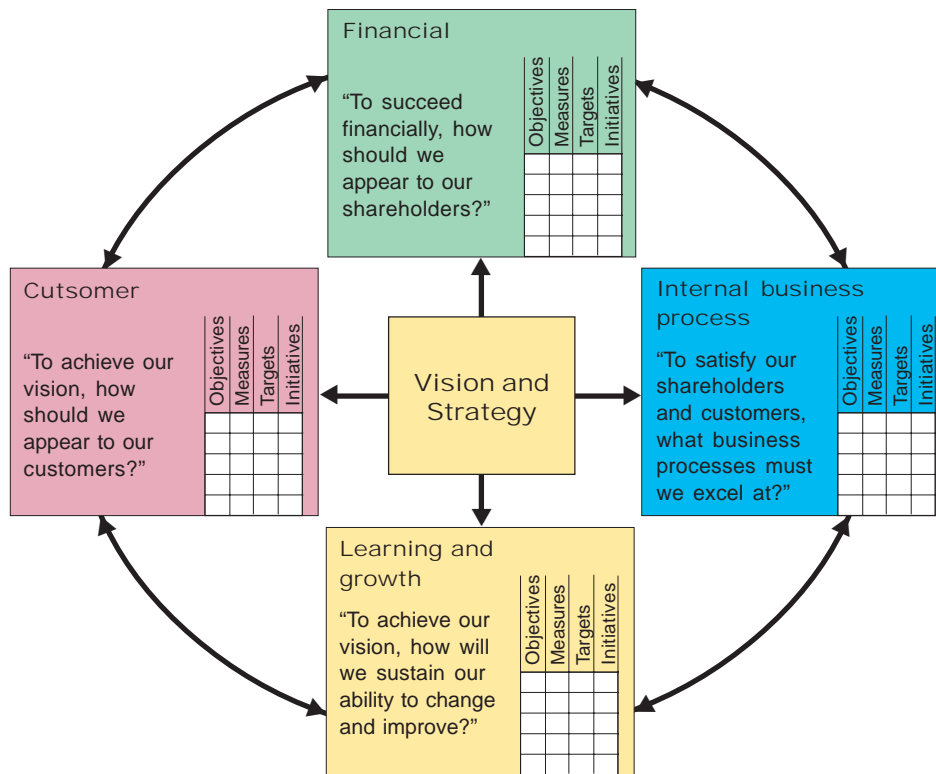 Financial
“To succeed
financially, how
should we
appear to our
shareholders?”
Objectives
Measures
Targets
Initiatives
Cutsomer
“To achieve our
vision, how
should we
appear to our
customers?”
Objectives
Measures
Targets
Initiatives
Vision and
Strategy
Internal business
process
“To satisfy our
shareholders
and customers,
what business
processes must
we excel at?”
Objectives
Measures
Targets
Initiatives
Learning and
growth
“To achieve our
vision, how will
we sustain our
ability to change
and improve?”
Objectives
Measures
Targets
Initiatives